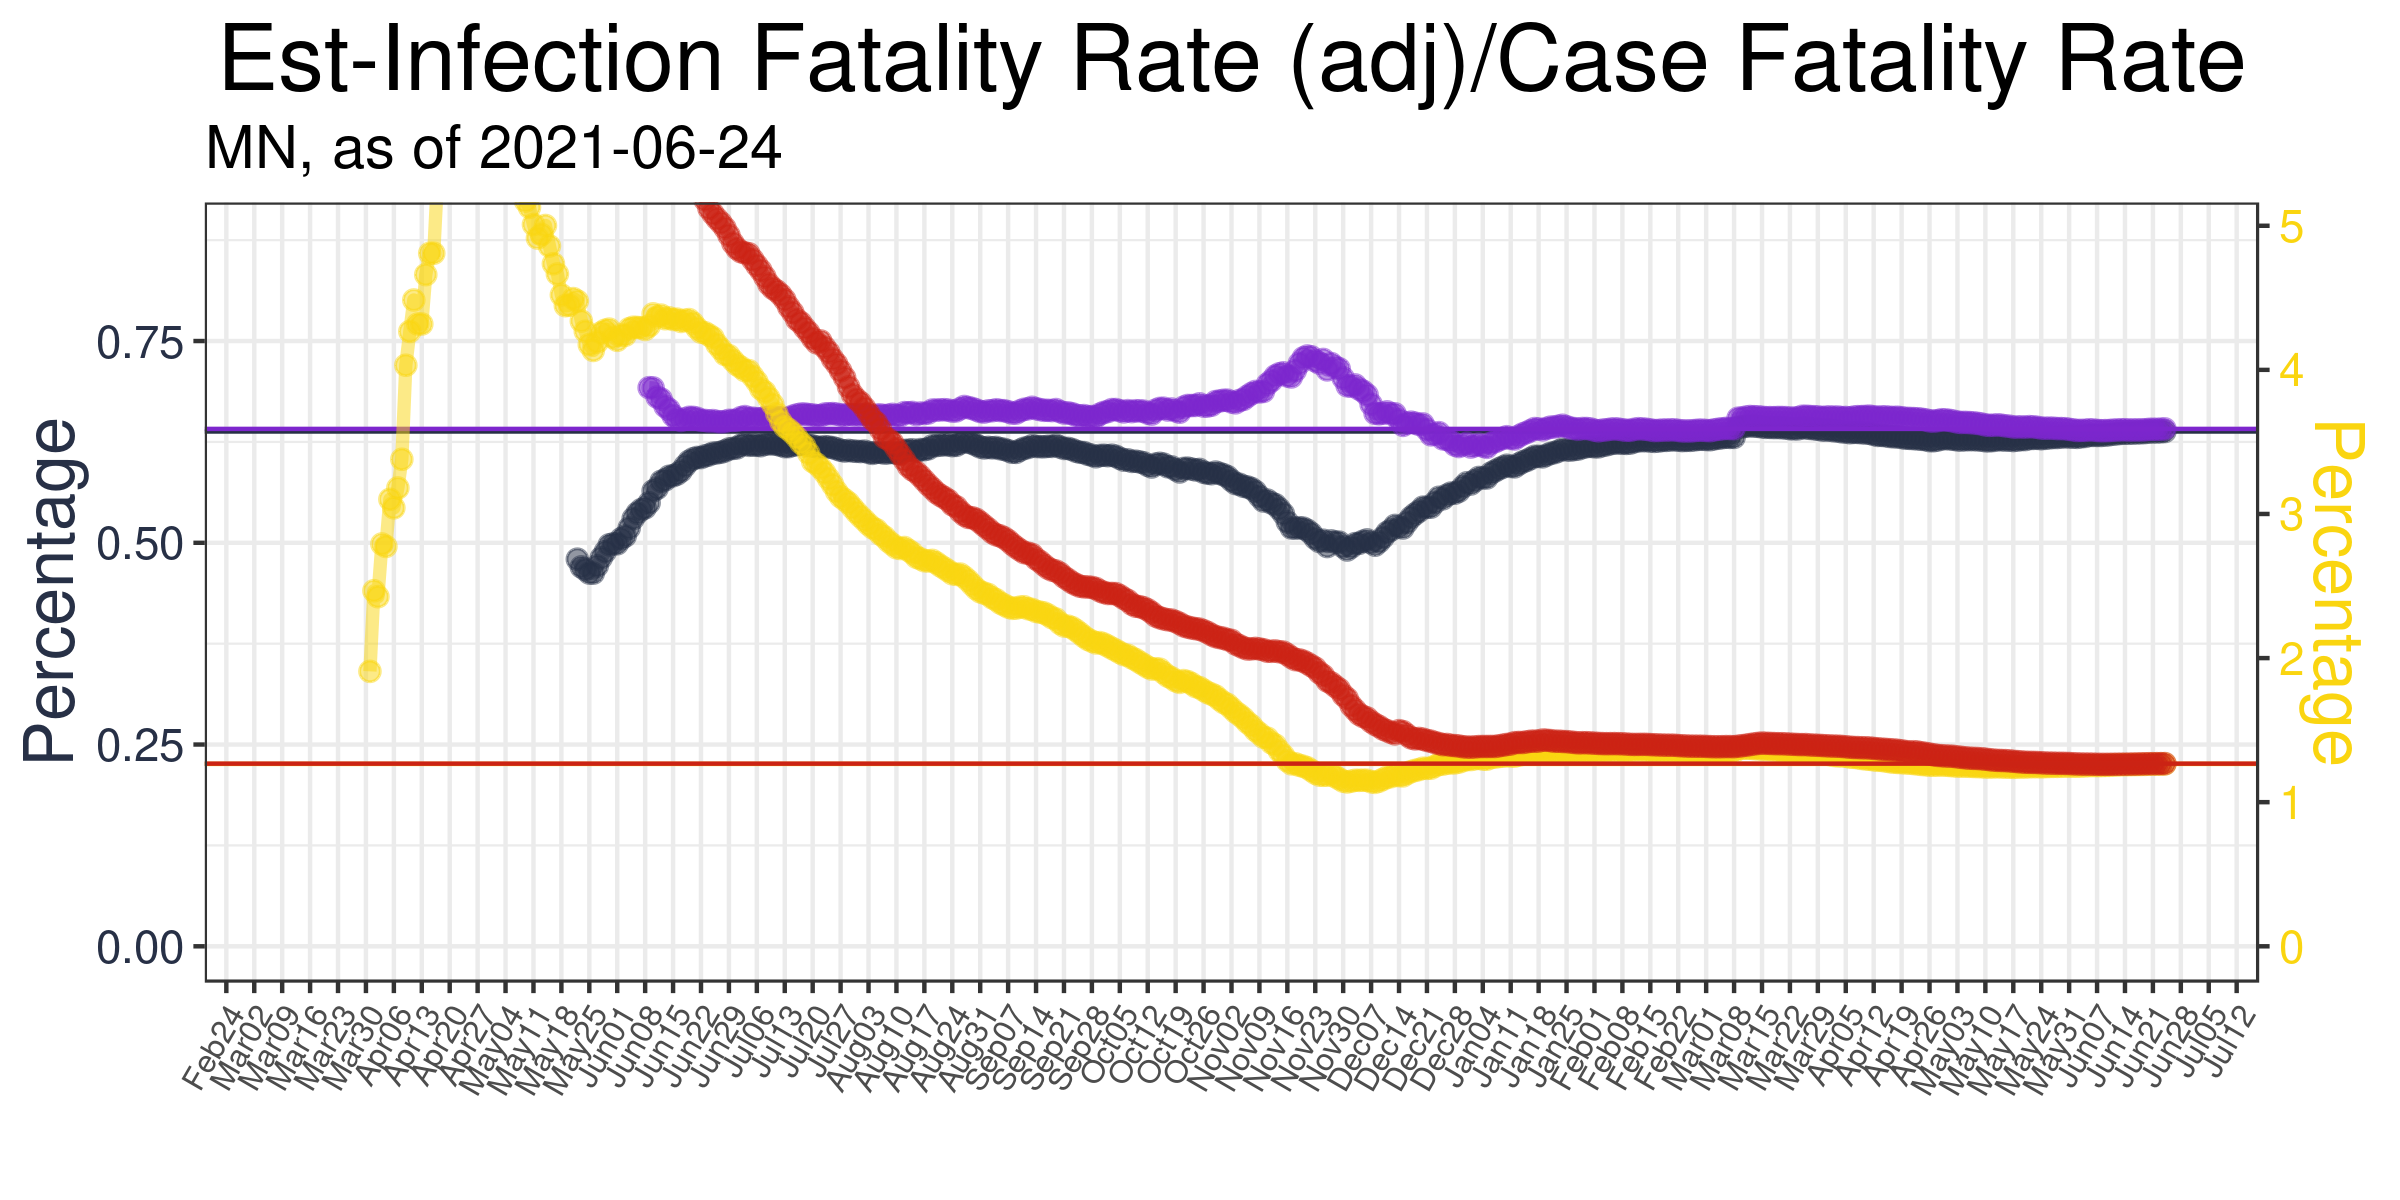 Est-Infection Fatality Rate (adj)/Case Fatality Rate
MN, as of 2021-06-24
Percentage
0.75
0.50
0.25
0.00
5
4
3
2
1
0
Percentage
Feb24
Mar02
Mar09
Mar16
Mar23
Mar30
Apr06
Apr13
Apr20
Apr27
May04
May11
May18
May25
Jun01
Jun08
Jun15
Jun22
Jun29
Jul06
Jul13
Jul20
Jul27
Aug03
Aug10
Aug17
Aug24
Aug31
Sep07
Sep14
Sep21
Sep28
Oct05
Oct12
Oct19
Oct26
Nov02
Nov09
Nov16
Nov23
Nov30
Dec07
Dec14
Dec21
Dec28
Jan04
Jan11
Jan18
Jan25
Feb01
Feb08
Feb15
Feb22
Mar01
Mar08
Mar15
Mar22
Mar29
Apr05
Apr12
Apr19
Apr26
May03
May10
May17
May24
May31
Jun07
Jun14
Jun21
Jun28
Jul05
Jul12